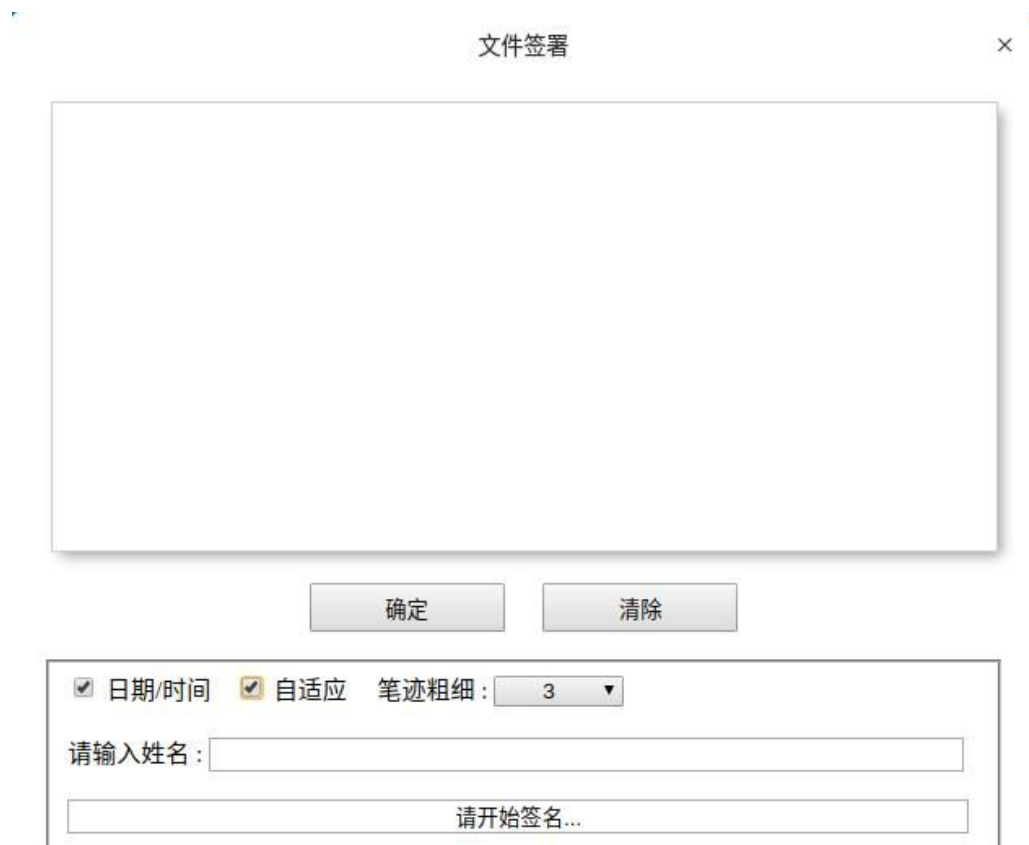 文件签署 ×
确定 清除
日期/时间 自适应 笔迹粗细 : 3
请输入姓名 :
请开始签名...